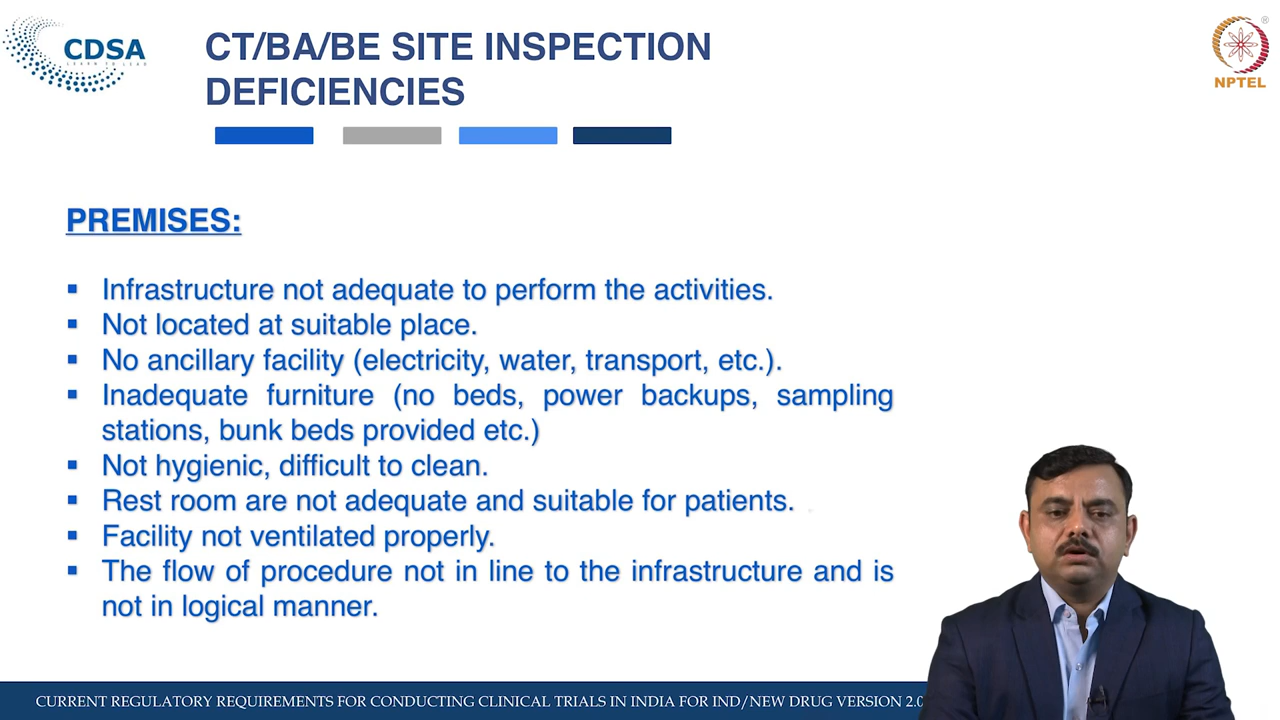 CDSA
LEARN TO LEAD
CT/BA/BE SITE INSPECTION
DEFICIENCIES
®
NPTEL
PREMISES:
▪ Infrastructure not adequate to perform the activities.
▪ Not located at suitable place.
▪ No ancillary facility (electricity, water, transport, etc.).
▪ Inadequate furniture (no beds, power backups, sampling
stations, bunk beds provided etc.)
▪ Not hygienic, difficult to clean.
▪ Rest room are not adequate and suitable for patients.
▪ Facility not ventilated properly.
▪ The flow of procedure not in line to the infrastructure and is
not in logical manner.
CURRENT REGULATORY REQUIREMENTS FOR CONDUCTING CLINICAL TRIALS IN INDIA FOR IND/NEW DRUG VERSION 2.0